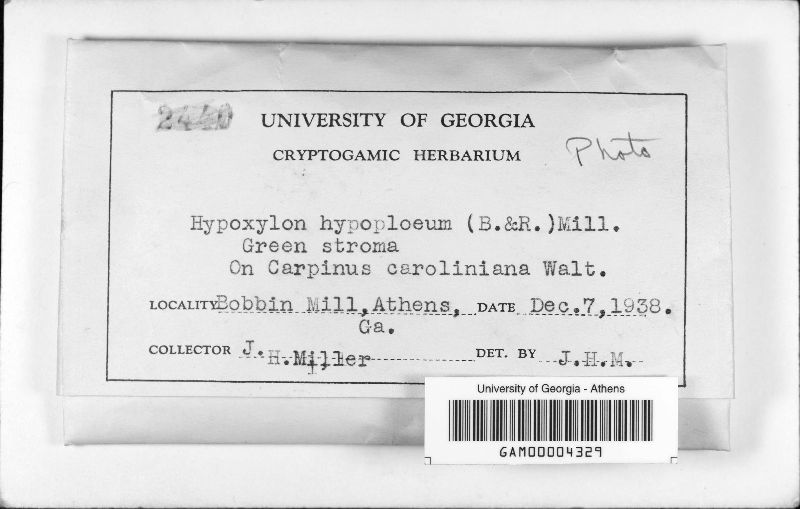 2440
UNIVERSITY OF GEORGIA
CRYPTOGAMIC HERBARIUM
Photo
Hypoxylon hypoploeum (B.&R.)Mill.
Green stroma
On Carpinus caroliniana Walt.
LOCALITY Bobbin Mill, Athens, DATE Dec.7,1938.
Ga.
COLLECTOR J.H.Miller DET. BY J.H.M.
University of Georgia - Athens
GAM00004329